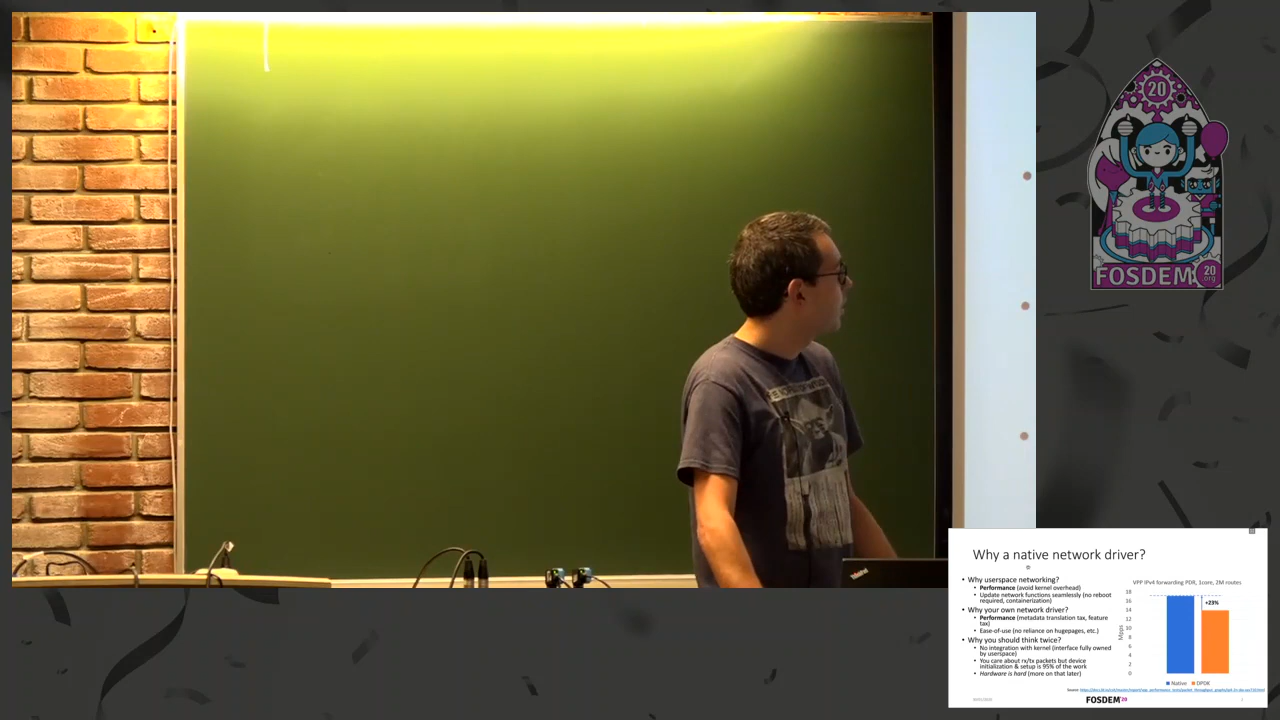 20
FOSDEM 20
.org
Why a native network driver?
• Why userspace networking?
• Performance (avoid kernel overhead)
• Update network functions seamlessly (no reboot
required, containerization)
• Why your own network driver?
• Performance (metadata translation tax, feature
tax)
• Ease-of-use (no reliance on hugepages, etc.)
• Why you should think twice?
• No integration with kernel (interface fully owned
by userspace)
• You care about rx/tx packets but device
initialization & setup is 95% of the work
• Hardware is hard (more on that later)
VPP IPv4 forwarding PDR, 1core, 2M routes
18
16
14
12
10
8
6
4
2
0
Mpps
+23%
Native DPDK
Source:
FOSDEM'20